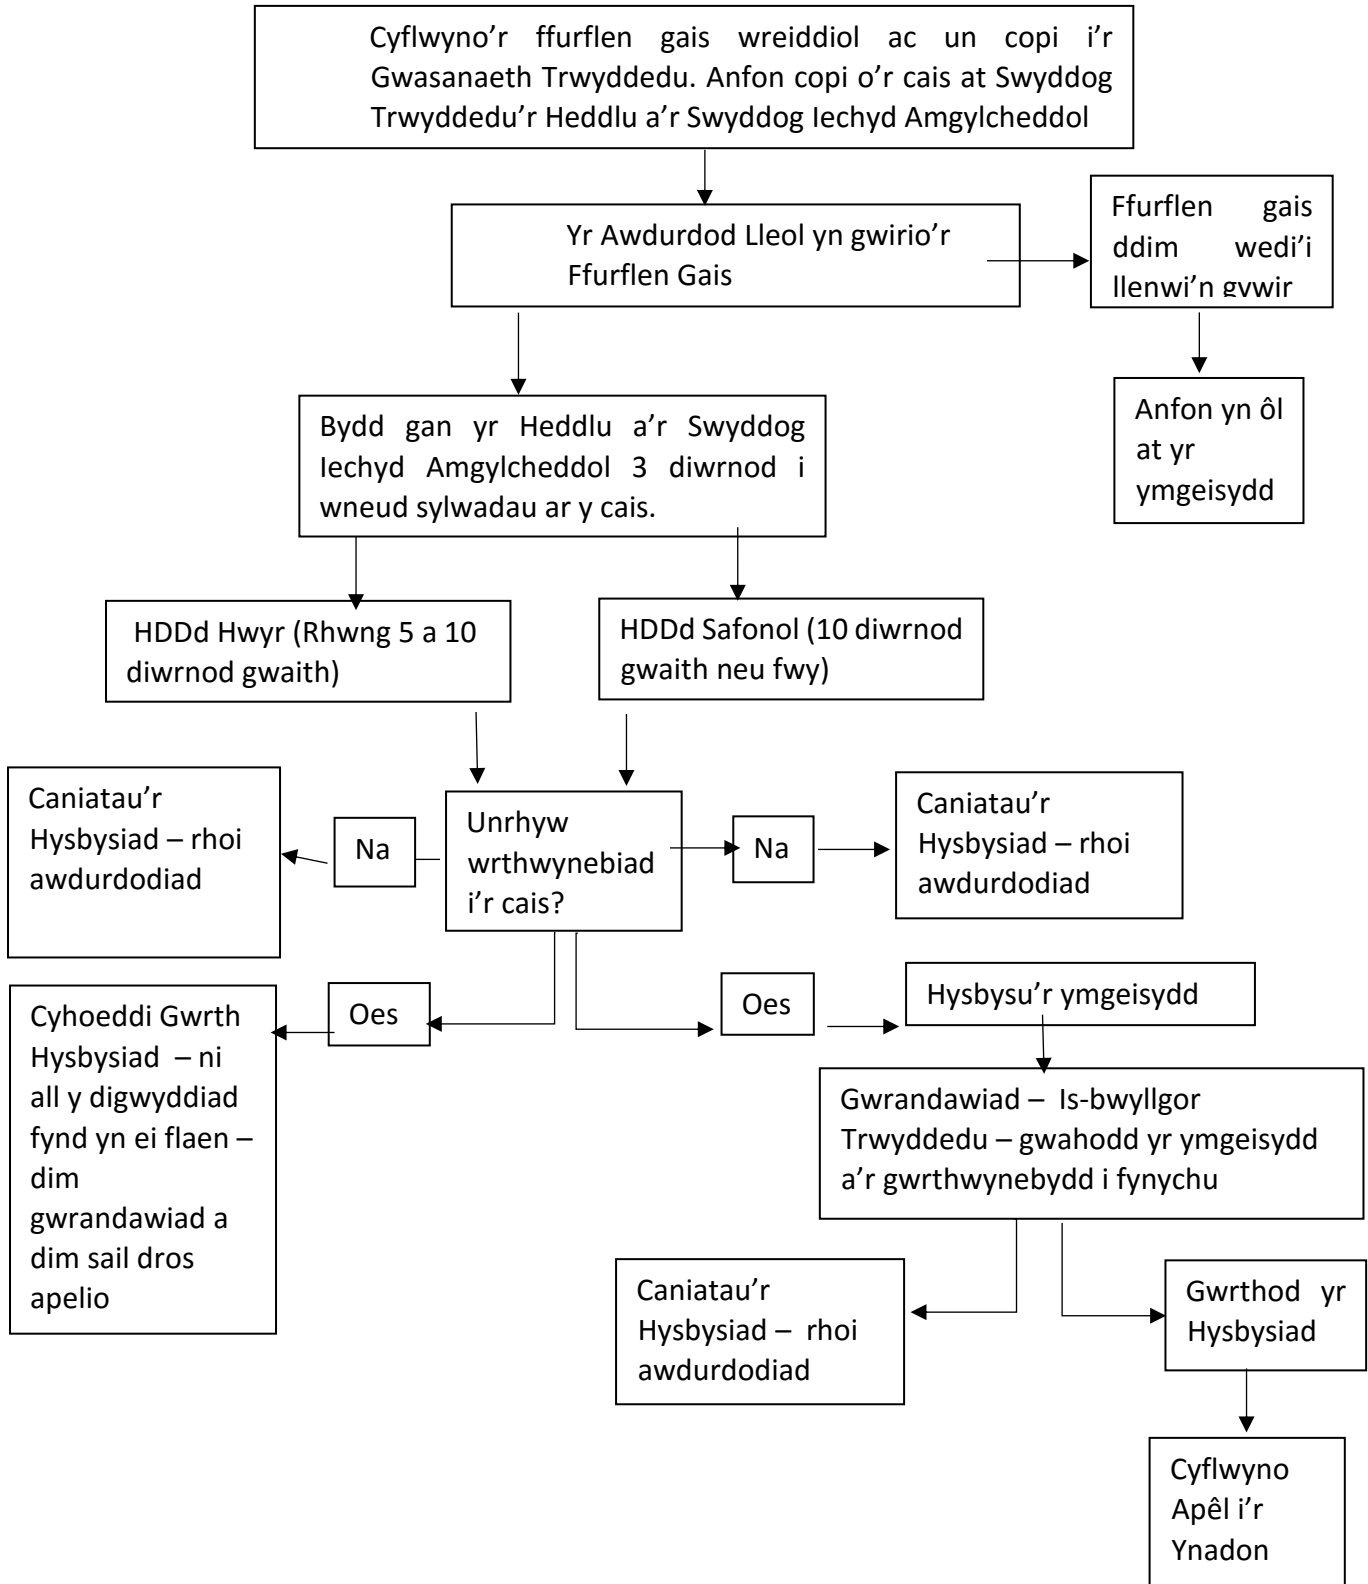 Cyflwyno’r ffurflen gais wreiddiol ac un copi i’r
Gwasanaeth Trwyddedu. Anfon copi o’r cais at Swyddog
Trwyddedu’r Heddlu a’r Swyddog Iechyd Amgylcheddol
Yr Awdurdod Lleol yn gwirio’r
Ffurflen Gais
Ffurflen gais
ddim wedi’i
llenwi’n gywir
Anfon yn ôl
at yr
ymgeisydd
Bydd gan yr Heddlu a’r Swyddog
Iechyd Amgylcheddol 3 diwrnod i
wneud sylwadau ar y cais.
HDDd Hwyr (Rhwng 5 a 10
diwrnod gwaith)
HDDd Safonol (10 diwrnod
gwaith neu fwy)
Caniatau’r
Hysbysiad – rhoi
awdurdodiad
Na
Unrhyw
wrthwynebiad
i’r cais?
Na
Caniatau’r
Hysbysiad – rhoi
awdurdodiad
Cyhoeddi Gwrth
Hysbysiad – ni
all y digwyddiad
fynd yn ei flaen –
dim
gwrandawiad a
dim sail dros
apelio
Oes
Oes
Hysbysu’r ymgeisydd
Gwrandawiad – Is-bwyllgor
Trwyddedu – gwahodd yr ymgeisydd
a’r gwrthwynebydd i fynychu
Caniatau’r
Hysbysiad – rhoi
awdurdodiad
Gwrthod yr
Hysbysiad
Cyflwyno
Apêl i’r
Ynadon